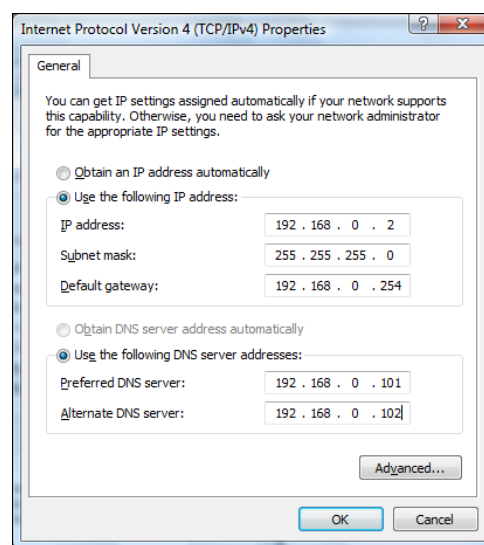 Internet Protocol Version 4 (TCP/IPv4) Properties
General
You can get IP settings assigned automatically if your network supports
this capability. Otherwise, you need to ask your network administrator
for the appropriate IP settings.
Obtain an IP address automatically
Use the following IP address:
IP address: 192 . 168 . 0 . 2
Subnet mask: 255 . 255 . 255 . 0
Default gateway: 192 . 168 . 0 . 254
Obtain DNS server address automatically
Use the following DNS server addresses:
Preferred DNS server: 192 . 168 . 0 . 101
Alternate DNS server: 192 . 168 . 0 . 102
Advanced...
OK Cancel